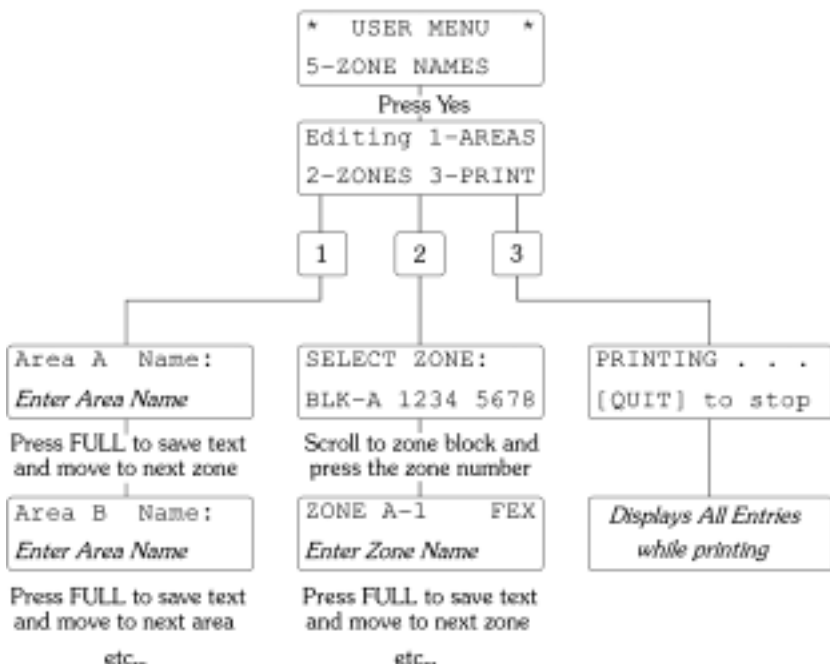 * USER MENU *
5-ZONE NAMES
Press Yes
Editing 1-AREAS
2-ZONES 3-PRINT
1
2
3
Area A Name:
Enter Area Name
Press FULL to save text
and move to next zone
Area B Name:
Enter Area Name
Press FULL to save text
and move to next area
etc..
SELECT ZONE:
BLK-A 1234 5678
Scroll to zone block and
press the zone number
ZONE A-1 FEX
Enter Zone Name
Press FULL to save text
and move to next zone
etc..
PRINTING . . .
[QUIT] to stop
Displays All Entries
while printing